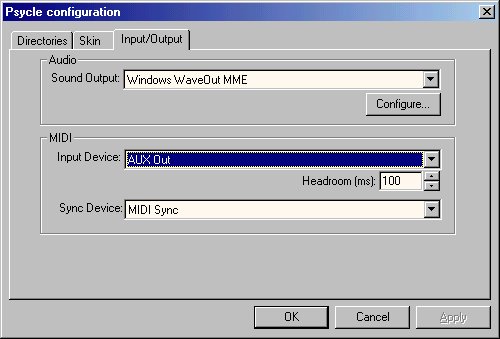 Psycle configuration
Directories Skin Input/Output
Audio
Sound Output: Windows WaveOut MME
Configure...
MIDI
Input Device: AUX Out
Headroom (ms): 100
Sync Device: MIDI Sync
OK Cancel Apply